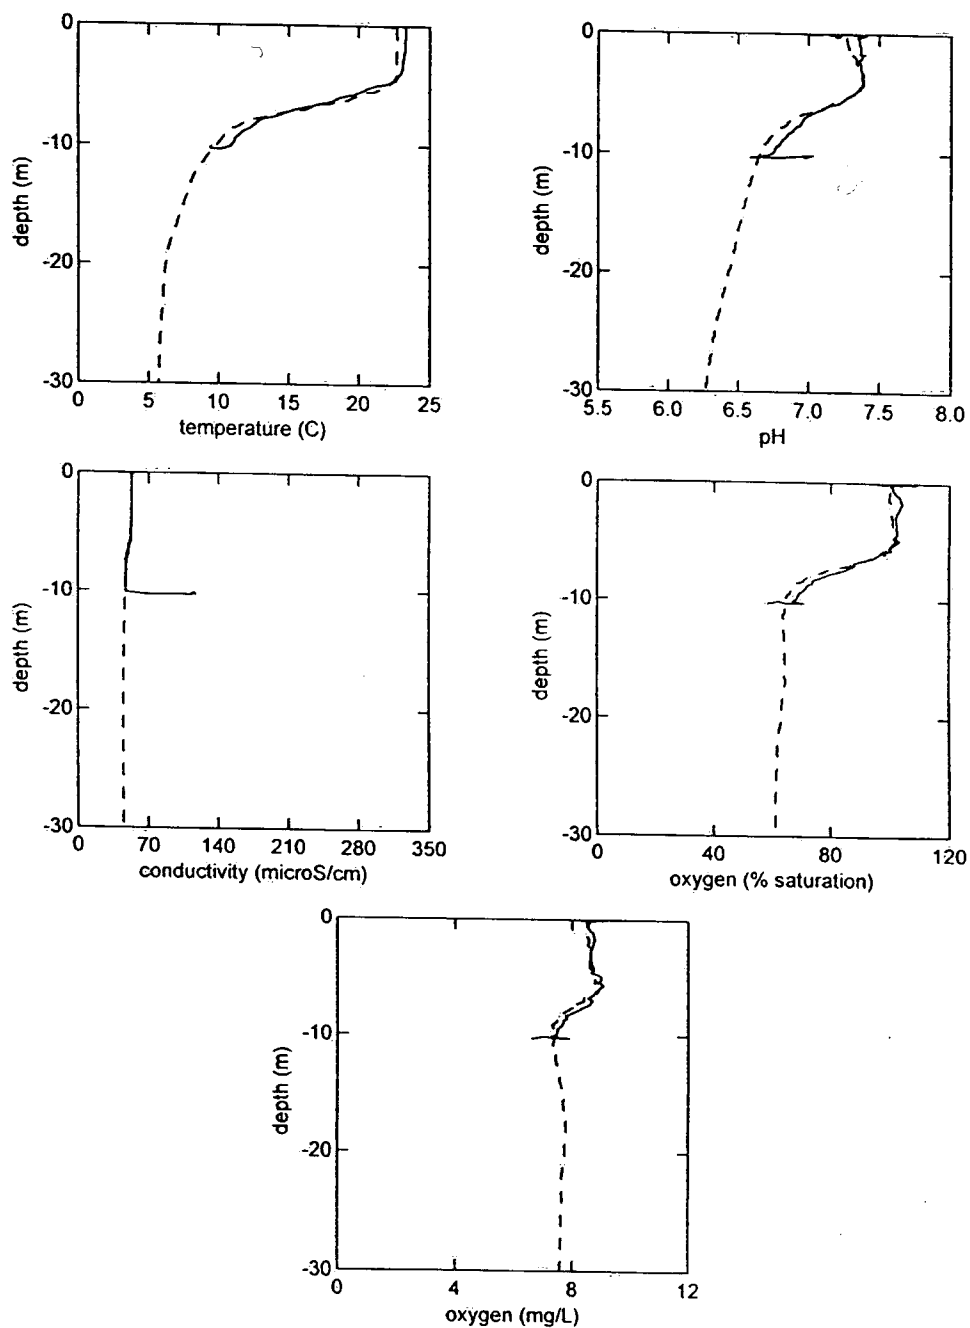 0
-10
-20
-30
depth (m)
0 5 10 15 20 25
temperature (C)
0
-10
-20
-30
depth (m)
5.5 6.0 6.5 7.0 7.5 8.0
pH
0
-10
-20
-30
depth (m)
0 70 140 210 280 350
conductivity (microS/cm)
0
-10
-20
-30
depth (m)
0 40 80 120
oxygen (% saturation)
0
-10
-20
-30
depth (m)
0 4 8 12
oxygen (mg/L)